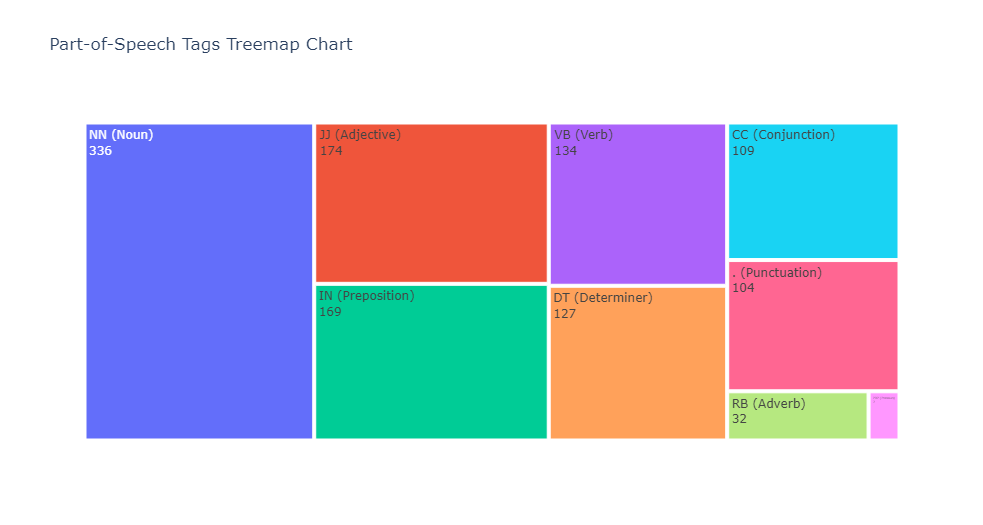 Part-of-Speech Tags Treemap Chart
NN (Noun)
336
JJ (Adjective)
174
IN (Preposition)
169
VB (Verb)
134
DT (Determiner)
127
CC (Conjunction)
109
. (Punctuation)
104
RB (Adverb)
32